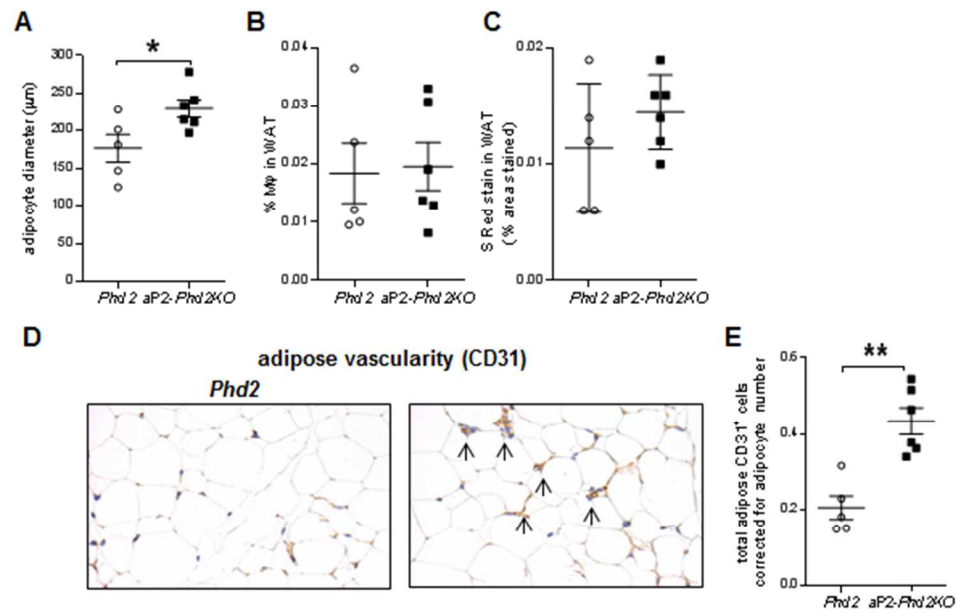 A
adipocyte diameter (µm)
300
250
200
150
100
50
0
*
Phd2 aP2-Phd2KO
B
% Mφ in WAT
0.04
0.03
0.02
0.01
0.00
Phd2 aP2-Phd2KO
C
S Red stain in WAT
(% area stained)
0.02
0.01
0.00
Phd2 aP2-Phd2KO
D
adipose vascularity (CD31)
Phd2
E
total adipose CD31+ cells
corrected for adipocyte number
0.6
0.4
0.2
0.0
**
Phd2 aP2-Phd2KO